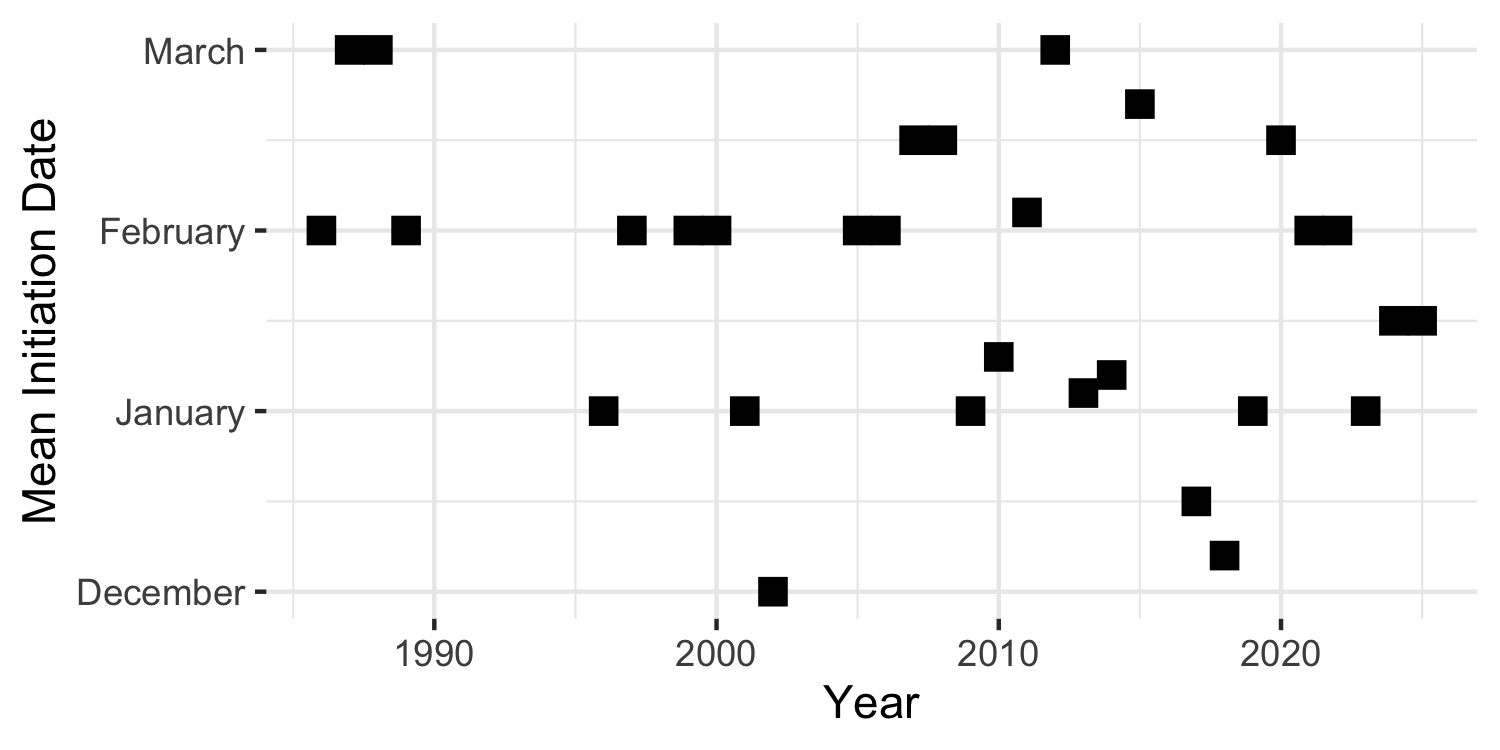 Mean Initiation Date
March
February
January
December
1990 2000 2010 2020
Year